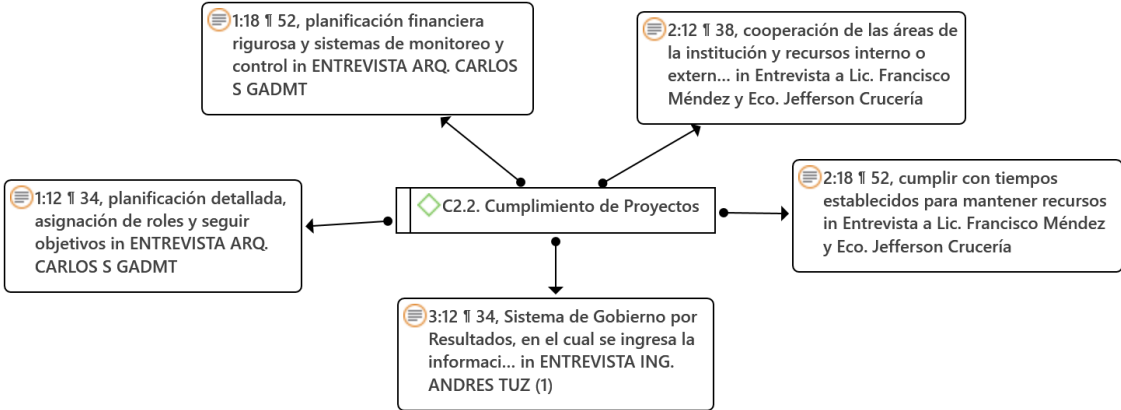 1:18 ¶ 52, planificación financiera
rigurosa y sistemas de monitoreo y
control in ENTREVISTA ARQ. CARLOS
S GADMT
2:12 ¶ 38, cooperación de las áreas de
la institución y recursos interno o
extern... in Entrevista a Lic. Francisco
Méndez y Eco. Jefferson Crucería
1:12 ¶ 34, planificación detallada,
asignación de roles y seguir
objetivos in ENTREVISTA ARQ.
CARLOS S GADMT
C2.2. Cumplimiento de Proyectos
2:18 ¶ 52, cumplir con tiempos
establecidos para mantener recursos
in Entrevista a Lic. Francisco Méndez
y Eco. Jefferson Crucería
3:12 ¶ 34, Sistema de Gobierno por
Resultados, en el cual se ingresa la
informaci... in ENTREVISTA ING.
ANDRES TUZ (1)